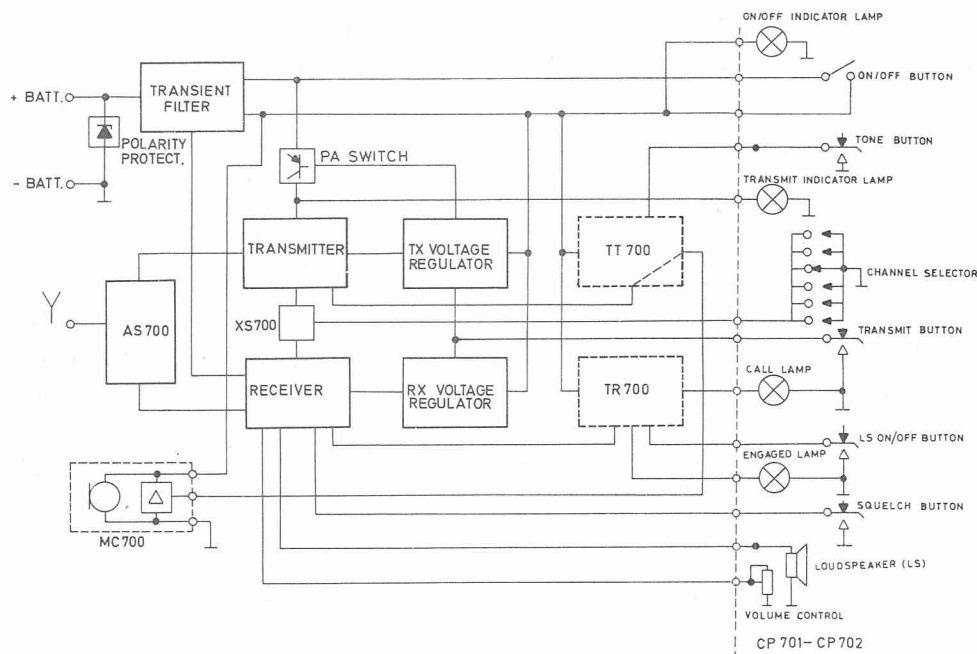 ON/OFF INDICATOR LAMP
ON/OFF BUTTON
+ BATT.
TRANSIENT
FILTER
POLARITY
PROTECT.
- BATT.
PA SWITCH
TONE BUTTON
TRANSMIT INDICATOR LAMP
TRANSMITTER
TX VOLTAGE
REGULATOR
TT 700
CHANNEL SELECTOR
AS700
XS700
TRANSMIT BUTTON
RECEIVER
RX VOLTAGE
REGULATOR
TR 700
CALL LAMP
LS ON/OFF BUTTON
ENGAGED LAMP
SQUELCH BUTTON
MC700
LOUDSPEAKER (LS)
VOLUME CONTROL
CP 701-CP702